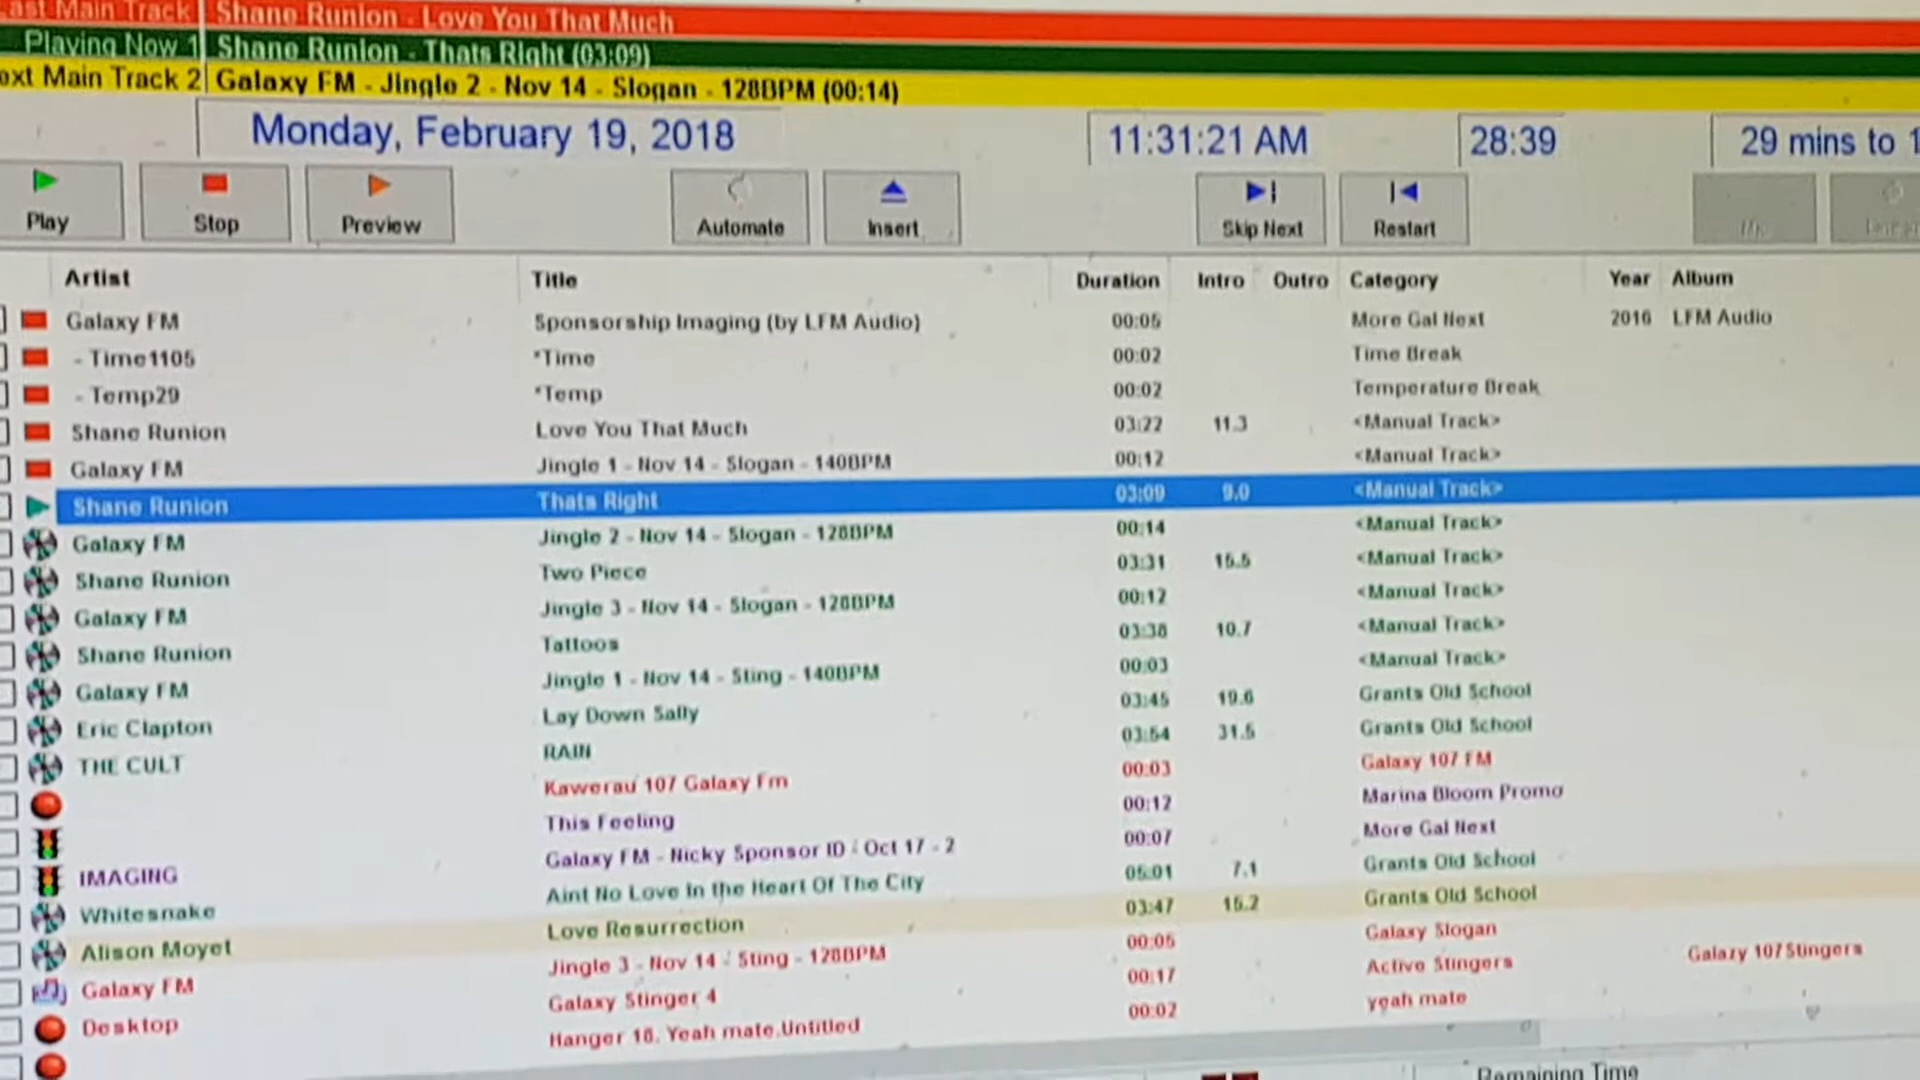 Last Main Track Shane Runion - Love You That Much
Playing Now 1 Shane Runion - Thats Right (03:09)
ext Main Track 2 Galaxy FM - Jingle 2 - Nov 14 - Slogan - 128BPM (00:14)
Monday, February 19, 2018 11:31:21 AM 28:39 29 mins to 1
Play Stop Preview Automate Insert Skip Next Restart
Artist Title Duration Intro Outro Category Year Album
Galaxy FM Sponsorship Imaging (by LFM Audio) 00:05 More Gal Next 2016 LFM Audio
- Time1105 *Time 00:02 Time Break
- Temp29 *Temp 00:02 Temperature Break
Shane Runion Love You That Much 03:22 11.3 <Manual Track>
Galaxy FM Jingle 1 - Nov 14 - Slogan - 140BPM 00:12 <Manual Track>
Shane Runion Thats Right 03:09 9.0 <Manual Track>
Galaxy FM Jingle 2 - Nov 14 - Slogan - 128BPM 00:14 <Manual Track>
Shane Runion Two Piece 03:31 15.5 <Manual Track>
Galaxy FM Jingle 3 - Nov 14 - Slogan - 128BPM 00:12 <Manual Track>
Shane Runion Tattoos 03:38 10.7 <Manual Track>
Galaxy FM Jingle 1 - Nov 14 - Sting - 140BPM 00:03 <Manual Track>
Eric Clapton Lay Down Sally 03:45 19.6 Grants Old School
THE CULT RAIN 03:54 31.5 Grants Old School
Kawerau 107 Galaxy Fm 00:03 Galaxy 107 FM
This Feeling 00:12 Marina Bloom Promo
IMAGING Galaxy FM - Nicky Sponsor ID - Oct 17 - 2 00:07 More Gal Next
Whitesnake Aint No Love In the Heart Of The City 05:01 7.1 Grants Old School
Alison Moyet Love Resurrection 03:47 15.2 Grants Old School
Galaxy FM Jingle 3 - Nov 14 - Sting - 128BPM 00:05 Galaxy Slogan
Desktop Galaxy Stinger 4 00:17 Active Stingers Galaxy 107 Stingers
Hanger 18. Yeah mate.Untitled 00:02 yeah mate
Remaining Time